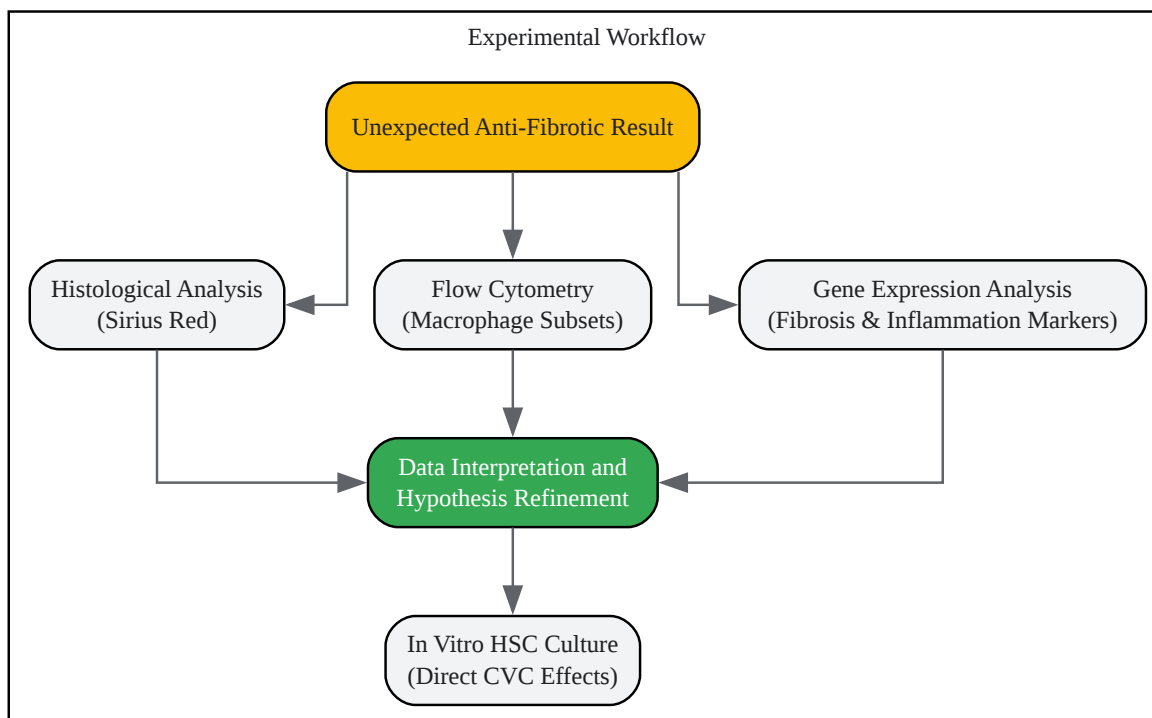 Experimental Workflow
Unexpected Anti-Fibrotic Result
Histological Analysis
(Sirius Red)
Flow Cytometry
(Macrophage Subsets)
Gene Expression Analysis
(Fibrosis & Inflammation Markers)
Data Interpretation and
Hypothesis Refinement
In Vitro HSC Culture
(Direct CVC Effects)